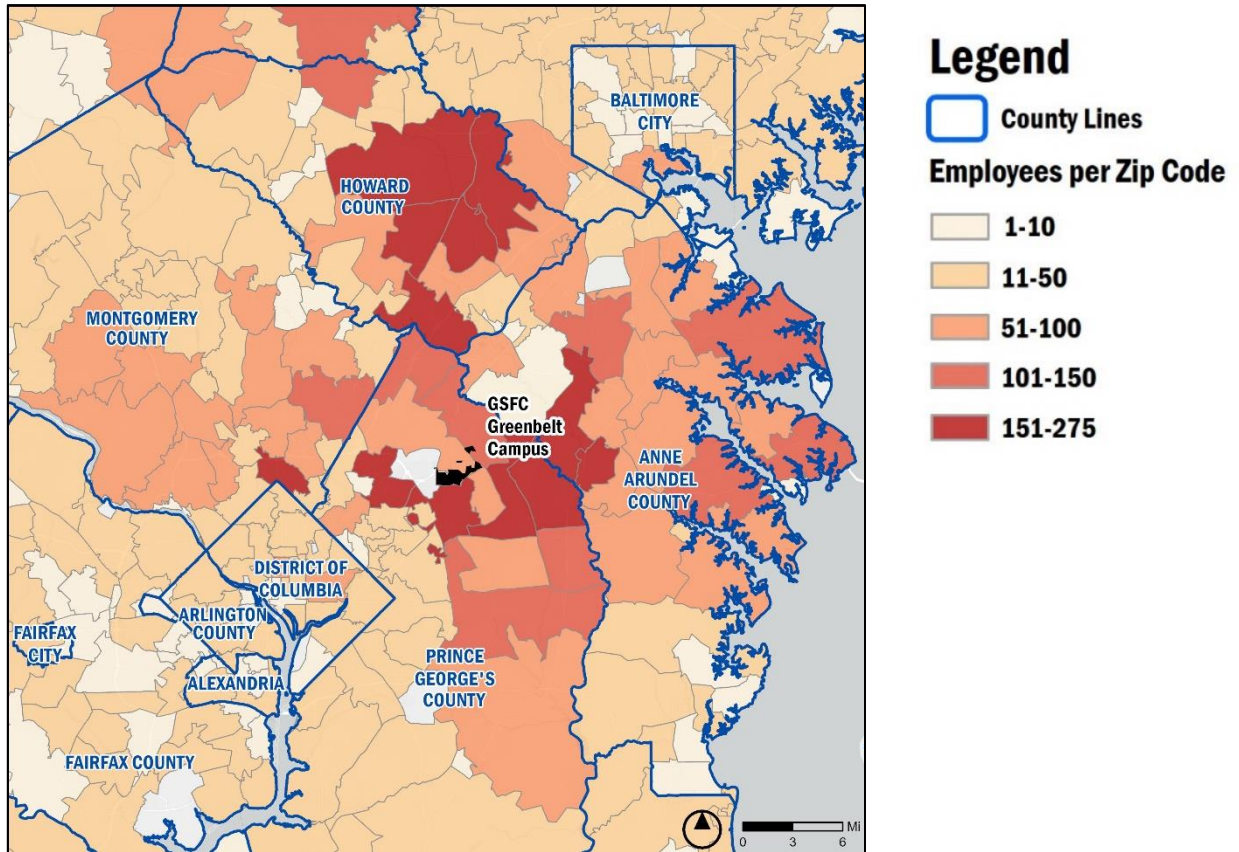 BALTIMORE
CITY
HOWARD
COUNTY
MONTGOMERY
COUNTY
GSFC
Greenbelt
Campus
ANNE
ARUNDEL
COUNTY
DISTRICT OF
COLUMBIA
ARLINGTON
COUNTY
FAIRFAX
CITY
ALEXANDRIA
PRINCE
GEORGE'S
COUNTY
FAIRFAX COUNTY
Mi
0 3 6
Legend
County Lines
Employees per Zip Code
1-10
11-50
51-100
101-150
151-275